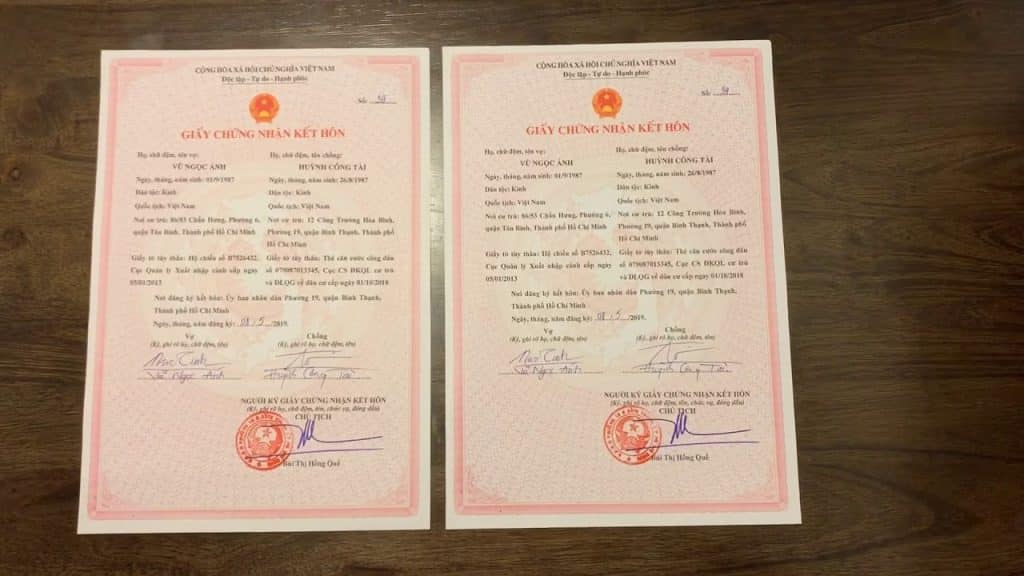 CỘNG HÒA XÃ HỘI CHỦ NGHĨA VIỆT NAM
Độc lập - Tự do - Hạnh phúc
Số: 59
GIẤY CHỨNG NHẬN KẾT HÔN
Họ, chữ đệm, tên vợ:
VŨ NGỌC ÁNH
Ngày, tháng, năm sinh: 01/9/1987
Dân tộc: Kinh
Quốc tịch: Việt Nam
Nơi cư trú: 86/53 Chấn Hưng, Phường 6,
quận Tân Bình, Thành phố Hồ Chí Minh
Giấy tờ tùy thân: Hộ chiếu số B7526432,
Cục Quản lý Xuất nhập cảnh cấp ngày
05/01/2013
Họ, chữ đệm, tên chồng:
HUỲNH CÔNG TÀI
Ngày, tháng, năm sinh: 26/8/1987
Dân tộc: Kinh
Quốc tịch: Việt Nam
Nơi cư trú: 12 Công Trường Hòa Bình,
Phường 19, quận Bình Thạnh, Thành phố
Hồ Chí Minh
Giấy tờ tùy thân: Thẻ căn cước công dân
số 079087013345, Cục CS ĐKQL cư trú
và DLQG về dân cư cấp ngày 01/10/2018
Nơi đăng ký kết hôn: Ủy ban nhân dân Phường 19, quận Bình Thạnh,
Thành phố Hồ Chí Minh
Ngày, tháng, năm đăng ký: 08/5/2019.
Vợ
(Ký, ghi rõ họ, chữ đệm, tên)
Vũ Ngọc Ánh
Chồng
(Ký, ghi rõ họ, chữ đệm, tên)
Huỳnh Công Tài
NGƯỜI KÝ GIẤY CHỨNG NHẬN KẾT HÔN
(Ký, ghi rõ họ, chữ đệm, tên, chức vụ, đóng dấu)
CHỦ TỊCH
Bùi Thị Hồng Quế
CỘNG HÒA XÃ HỘI CHỦ NGHĨA VIỆT NAM
Độc lập - Tự do - Hạnh phúc
Số: 59
GIẤY CHỨNG NHẬN KẾT HÔN
Họ, chữ đệm, tên vợ:
VŨ NGỌC ÁNH
Ngày, tháng, năm sinh: 01/9/1987
Dân tộc: Kinh
Quốc tịch: Việt Nam
Nơi cư trú: 86/53 Chấn Hưng, Phường 6,
quận Tân Bình, Thành phố Hồ Chí Minh
Giấy tờ tùy thân: Hộ chiếu số B7526432,
Cục Quản lý Xuất nhập cảnh cấp ngày
05/01/2013
Họ, chữ đệm, tên chồng:
HUỲNH CÔNG TÀI
Ngày, tháng, năm sinh: 26/8/1987
Dân tộc: Kinh
Quốc tịch: Việt Nam
Nơi cư trú: 12 Công Trường Hòa Bình,
Phường 19, quận Bình Thạnh, Thành phố
Hồ Chí Minh
Giấy tờ tùy thân: Thẻ căn cước công dân
số 079087013345, Cục CS ĐKQL cư trú
và DLQG về dân cư cấp ngày 01/10/2018
Nơi đăng ký kết hôn: Ủy ban nhân dân Phường 19, quận Bình Thạnh,
Thành phố Hồ Chí Minh
Ngày, tháng, năm đăng ký: 08/5/2019.
Vợ
(Ký, ghi rõ họ, chữ đệm, tên)
Vũ Ngọc Ánh
Chồng
(Ký, ghi rõ họ, chữ đệm, tên)
Huỳnh Công Tài
NGƯỜI KÝ GIẤY CHỨNG NHẬN KẾT HÔN
(Ký, ghi rõ họ, chữ đệm, tên, chức vụ, đóng dấu)
CHỦ TỊCH
Bùi Thị Hồng Quế